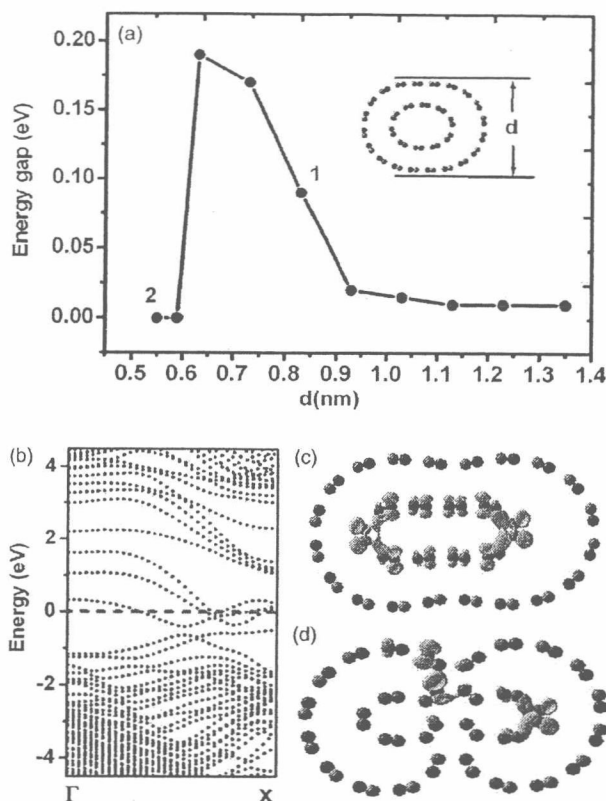 (a)
Energy gap (eV)
0.20
0.15
0.10
0.05
0.00
1
2
d
0.5 0.6 0.7 0.8 0.9 1.0 1.1 1.2 1.3 1.4
d(nm)
(b)
Energy (eV)
4
2
0
-2
-4
Γ X
(c)
(d)